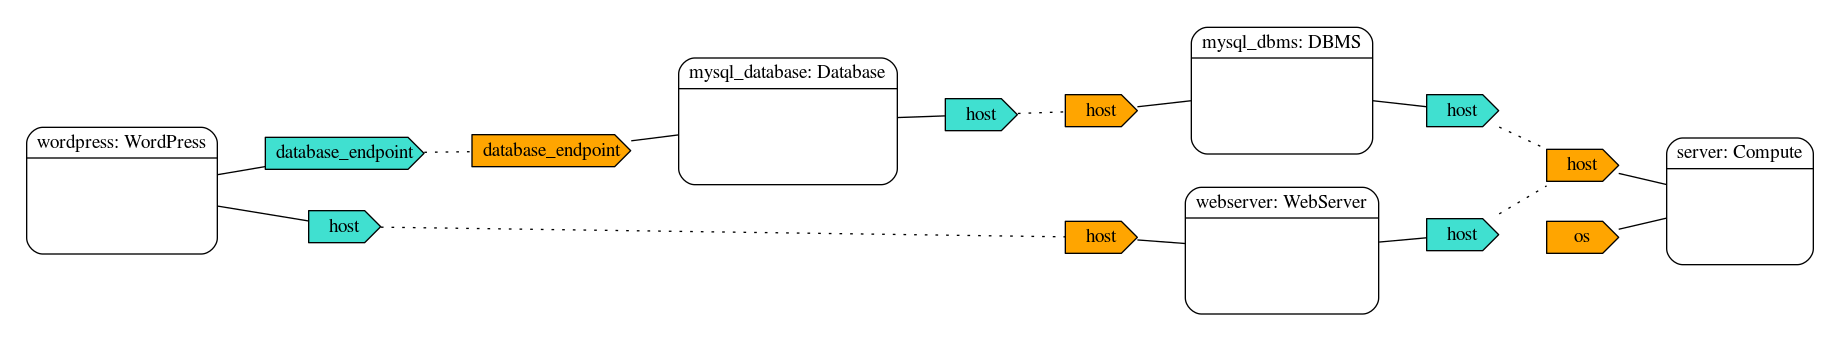 wordpress: WordPress
database_endpoint
host
database_endpoint
mysql_database: Database
host
host
mysql_dbms: DBMS
host
host
webserver: WebServer
host
host
os
server: Compute